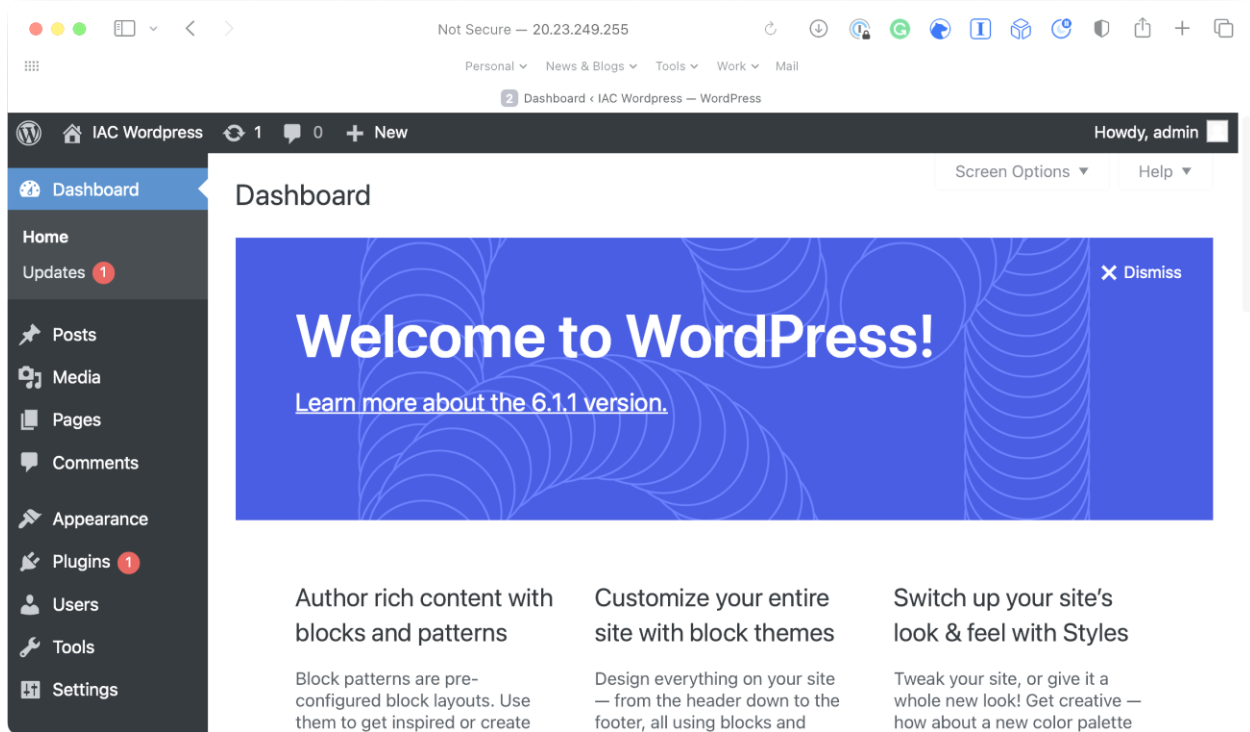 Not Secure — 20.23.249.255
Personal News & Blogs Tools Work Mail
2 Dashboard ‹ IAC Wordpress — WordPress
IAC Wordpress 1 0 + New Howdy, admin
Screen Options ▼ Help ▼
Dashboard
Home
Updates 1
Posts
Media
Pages
Comments
Appearance
Plugins 1
Users
Tools
Settings
Dashboard
Dismiss
Welcome to WordPress!
Learn more about the 6.1.1 version.
Author rich content with
blocks and patterns
Block patterns are pre-
configured block layouts. Use
them to get inspired or create
Customize your entire
site with block themes
Design everything on your site
— from the header down to the
footer, all using blocks and
Switch up your site’s
look & feel with Styles
Tweak your site, or give it a
whole new look! Get creative —
how about a new color palette